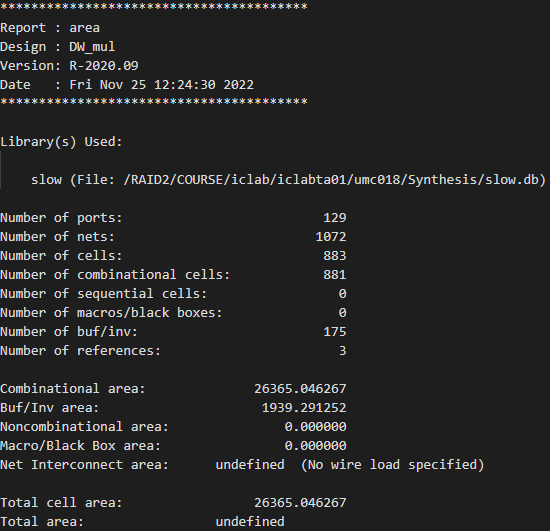 ****************************************
Report : area
Design : DW_mul
Version: R-2020.09
Date   : Fri Nov 25 12:24:30 2022
****************************************
Library(s) Used:
    slow (File: /RAID2/COURSE/iclab/iclabta01/umc018/Synthesis/slow.db)
Number of ports:                          129
Number of nets:                          1072
Number of cells:                          883
Number of combinational cells:            881
Number of sequential cells:                 0
Number of macros/black boxes:               0
Number of buf/inv:                        175
Number of references:                       3
Combinational area:              26365.046267
Buf/Inv area:                     1939.291252
Noncombinational area:               0.000000
Macro/Black Box area:                0.000000
Net Interconnect area:      undefined  (No wire load specified)
Total cell area:                 26365.046267
Total area:                 undefined